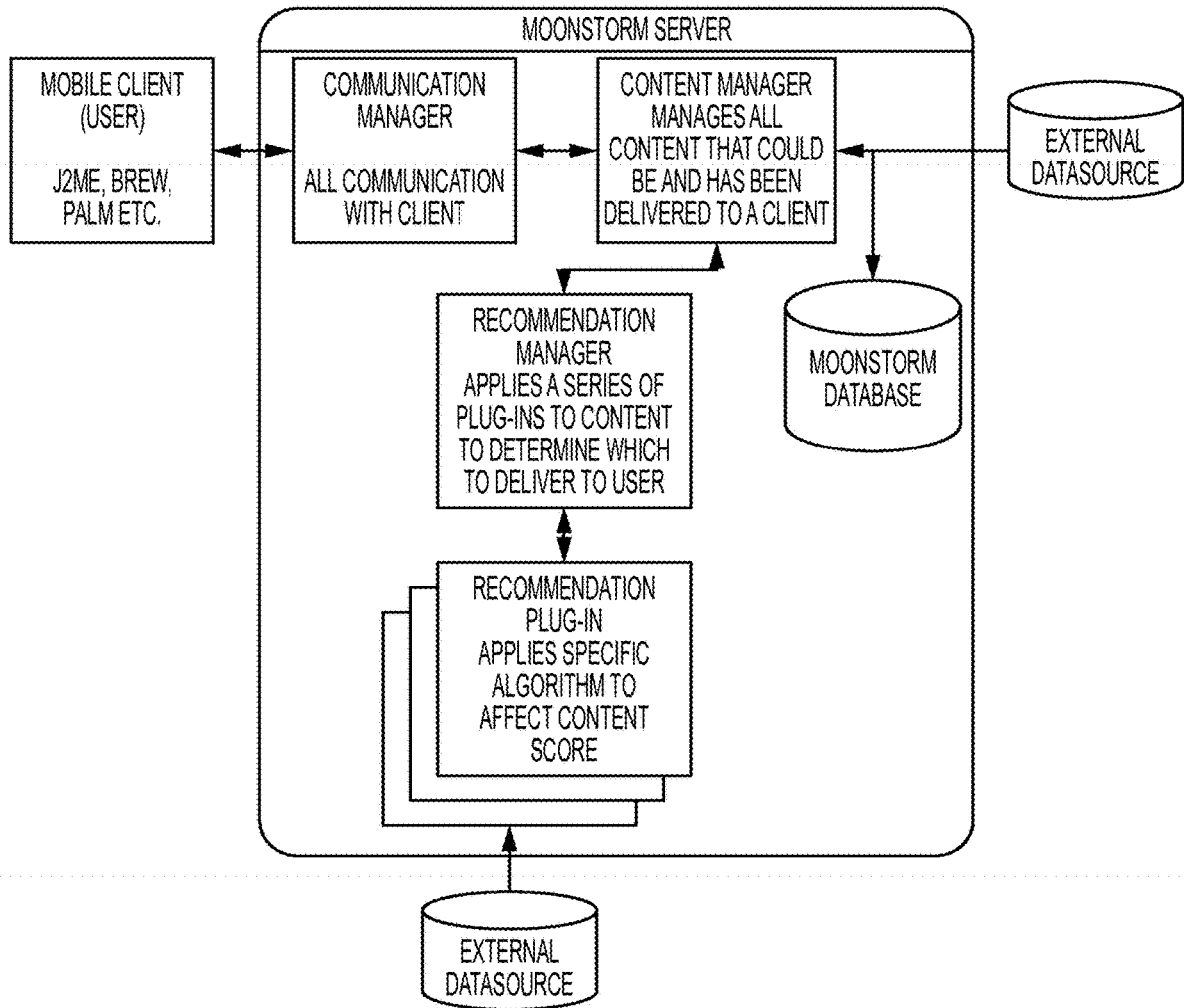 MOONSTORM SERVER
MOBILE CLIENT
(USER)
J2ME, BREW,
PALM ETC.
COMMUNICATION
MANAGER
ALL COMMUNICATION
WITH CLIENT
CONTENT MANAGER
MANAGES ALL
CONTENT THAT COULD
BE AND HAS BEEN
DELIVERED TO A CLIENT
EXTERNAL
DATASOURCE
RECOMMENDATION
MANAGER
APPLIES A SERIES OF
PLUG-INS TO CONTENT
TO DETERMINE WHICH
TO DELIVER TO USER
MOONSTORM
DATABASE
RECOMMENDATION
PLUG-IN
APPLIES SPECIFIC
ALGORITHM TO
AFFECT CONTENT
SCORE
EXTERNAL
DATASOURCE